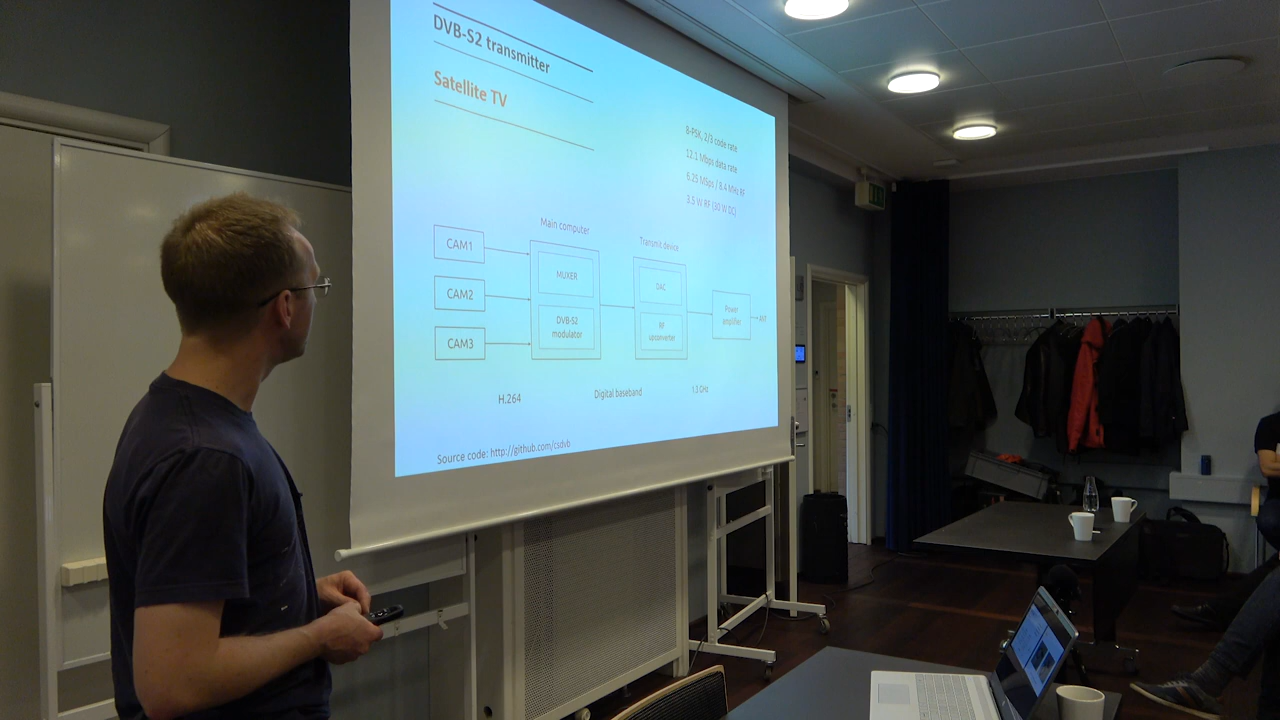 DVB-S2 transmitter
Satellite TV
8-PSK, 2/3 code rate
12.1 Mbps data rate
6.25 Mbps / 8.4 MHz RF
3.5 W RF (30 W DC)
Main computer
Transmit device
CAM1
CAM2
CAM3
MUXER
DVB-S2
modulator
DAC
RF
upconverter
Power
amplifier
ANT
H.264
Digital baseband
1.3 GHz
Source code: http://github.com/csdvb